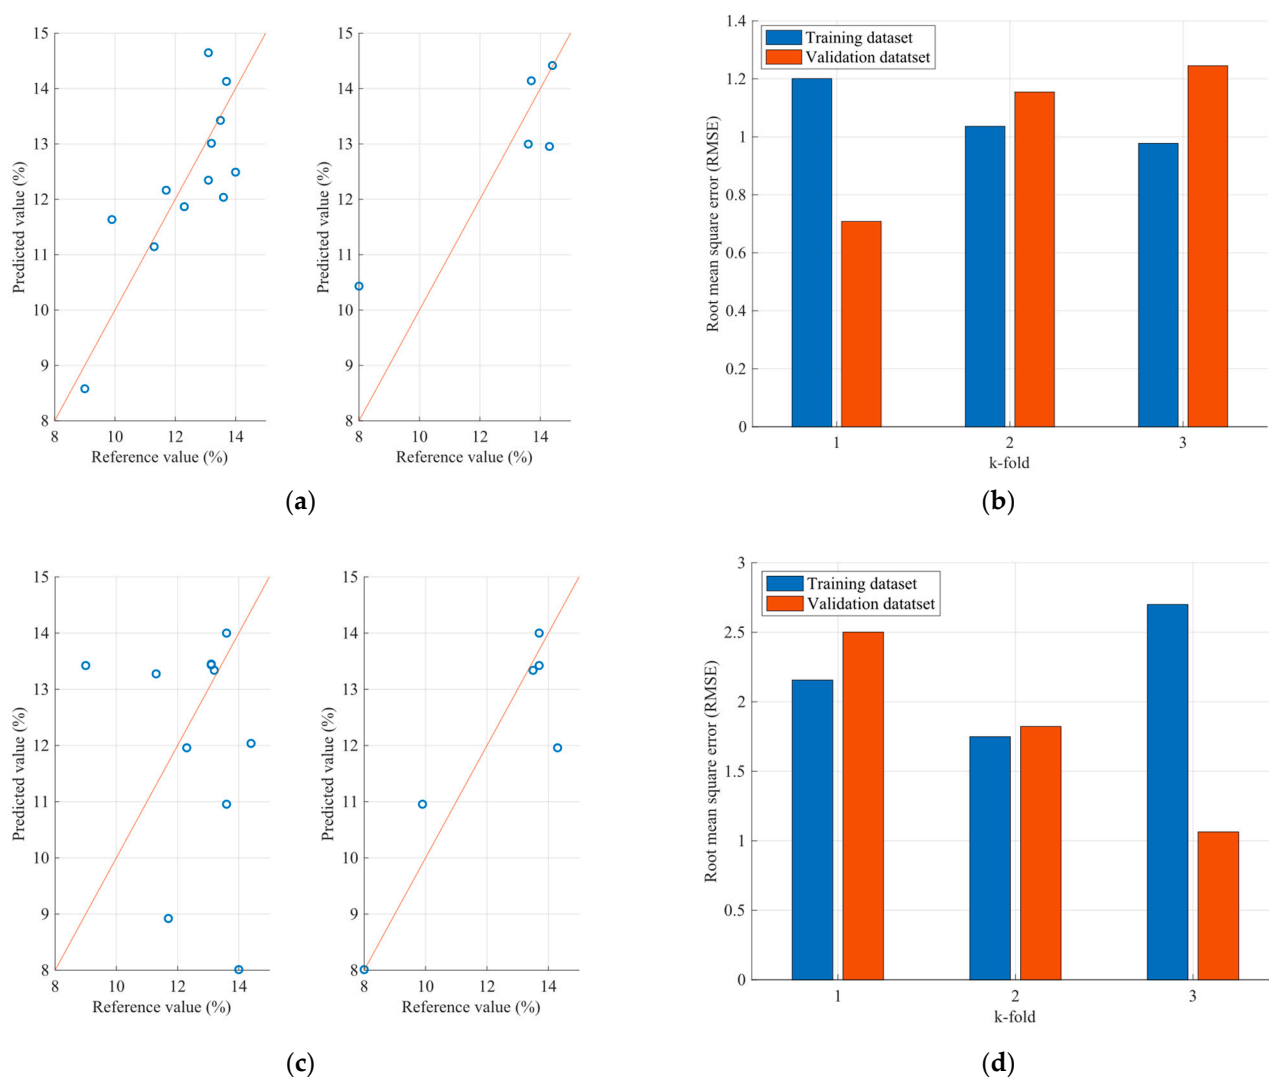 15
14
13
12
11
10
9
8
Predicted value (%)
8 10 12 14
Reference value (%)
15
14
13
12
11
10
9
8
Predicted value (%)
8 10 12 14
Reference value (%)
(a)
1.4
1.2
1
0.8
0.6
0.4
0.2
0
Root mean square error (RMSE)
Training dataset
Validation datatset
1 2 3
k-fold
(b)
15
14
13
12
11
10
9
8
Predicted value (%)
8 10 12 14
Reference value (%)
15
14
13
12
11
10
9
8
Predicted value (%)
8 10 12 14
Reference value (%)
(c)
3
2.5
2
1.5
1
0.5
0
Root mean square error (RMSE)
Training dataset
Validation datatset
1 2 3
k-fold
(d)